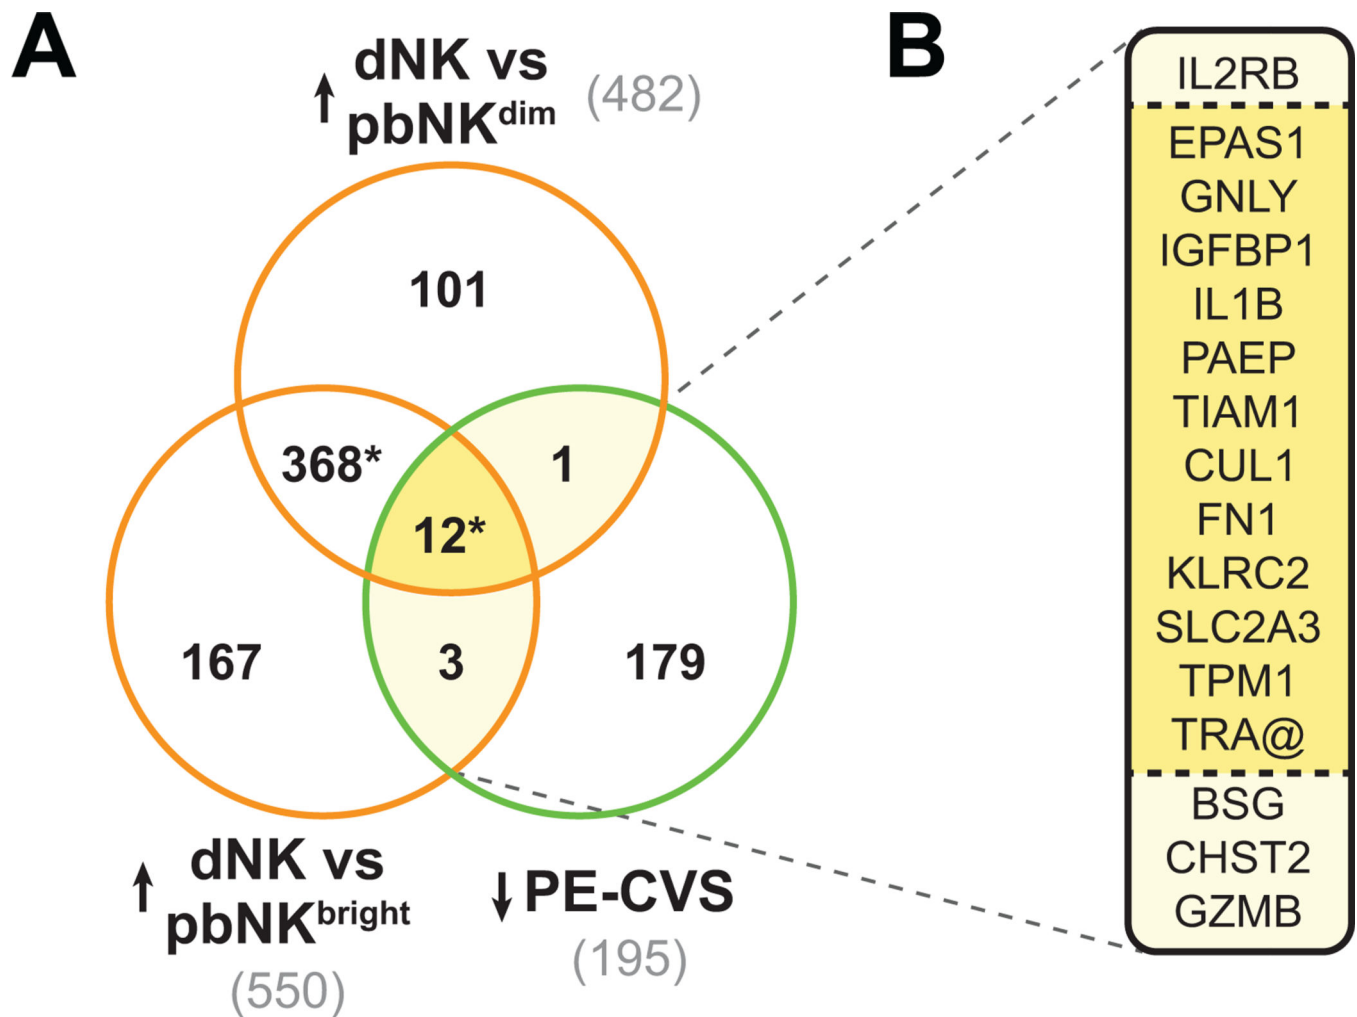 A
↑ dNK vs
pbNKdim
(482)
101
368*
1
12*
167
3
179
↑ dNK vs
pbNKbright
(550)
↓ PE-CVS
(195)
B
IL2RB
EPAS1
GNLY
IGFBP1
IL1B
PAEP
TIAM1
CUL1
FN1
KLRC2
SLC2A3
TPM1
TRA@
BSG
CHST2
GZMB